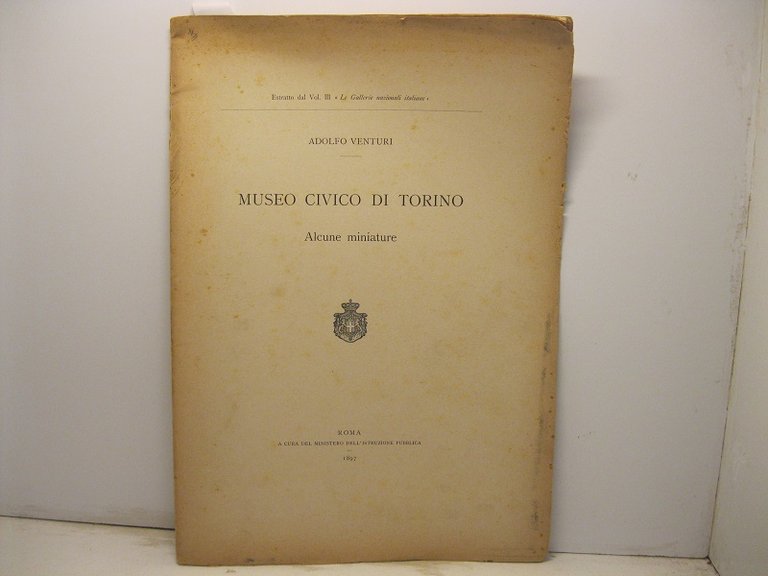 Estratto dal Vol. III « Le Gallerie nazionali italiane »
ADOLFO VENTURI
MUSEO CIVICO DI TORINO
Alcune miniature
ROMA
A CURA DEL MINISTERO DELL'ISTRUZIONE PUBBLICA
1897